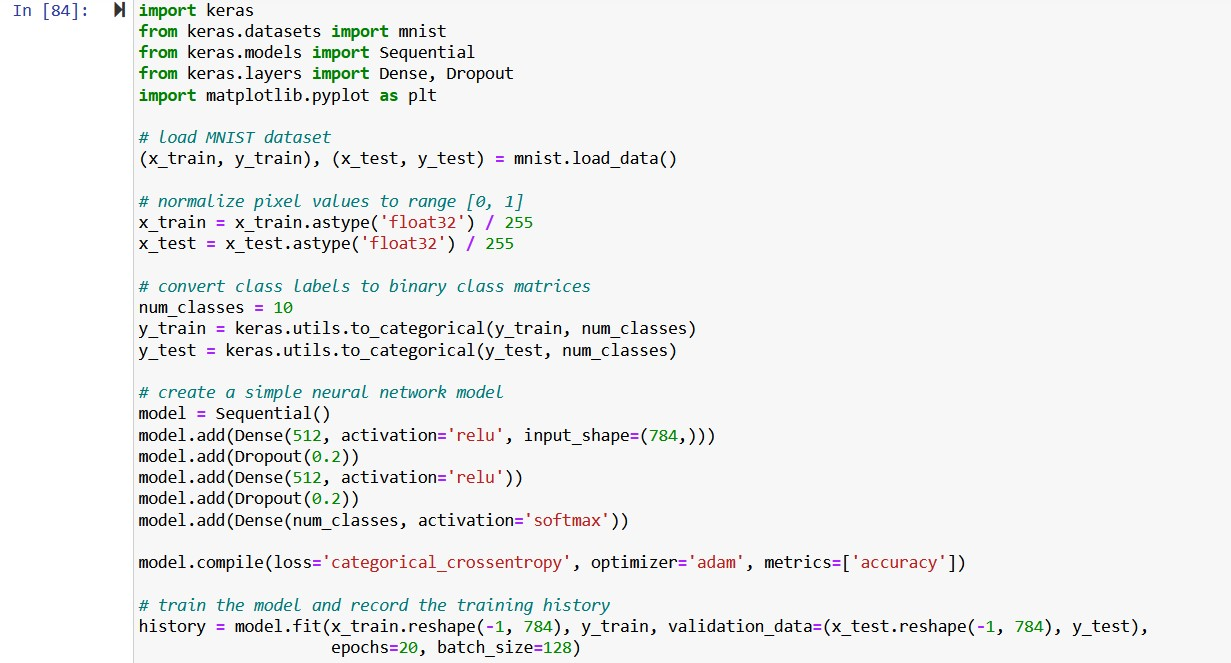 In [84]:
import keras
from keras.datasets import mnist
from keras.models import Sequential
from keras.layers import Dense, Dropout
import matplotlib.pyplot as plt
# load MNIST dataset
(x_train, y_train), (x_test, y_test) = mnist.load_data()
# normalize pixel values to range [0, 1]
x_train = x_train.astype('float32') / 255
x_test = x_test.astype('float32') / 255
# convert class labels to binary class matrices
num_classes = 10
y_train = keras.utils.to_categorical(y_train, num_classes)
y_test = keras.utils.to_categorical(y_test, num_classes)
# create a simple neural network model
model = Sequential()
model.add(Dense(512, activation='relu', input_shape=(784,)))
model.add(Dropout(0.2))
model.add(Dense(512, activation='relu'))
model.add(Dropout(0.2))
model.add(Dense(num_classes, activation='softmax'))
model.compile(loss='categorical_crossentropy', optimizer='adam', metrics=['accuracy'])
# train the model and record the training history
history = model.fit(x_train.reshape(-1, 784), y_train, validation_data=(x_test.reshape(-1, 784), y_test),
                    epochs=20, batch_size=128)